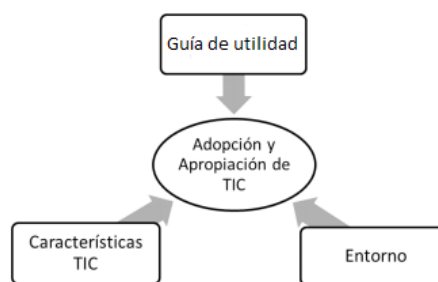 Guía de utilidad
Adopción y
Apropiación de
TIC
Características
TIC
Entorno